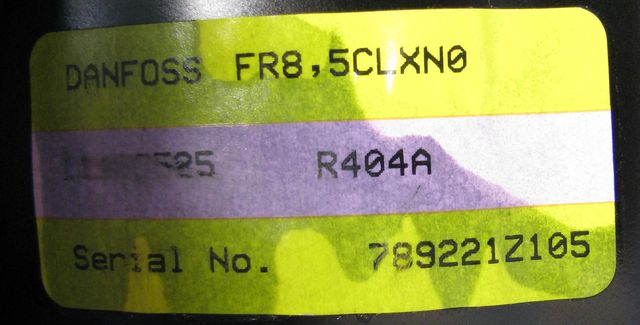 DANFOSS FR8,5CLXN0
R404A
Serial No. 789221Z105